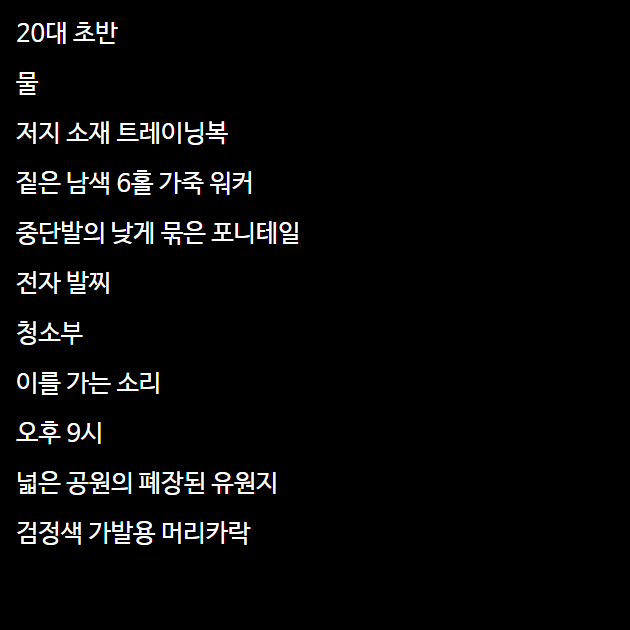 20대 초반
물
저지 소재 트레이닝복
짙은 남색 6홀 가죽 워커
중단발의 낮게 묶은 포니테일
전자 발찌
청소부
이를 가는 소리
오후 9시
넓은 공원의 폐장된 유원지
검정색 가발용 머리카락